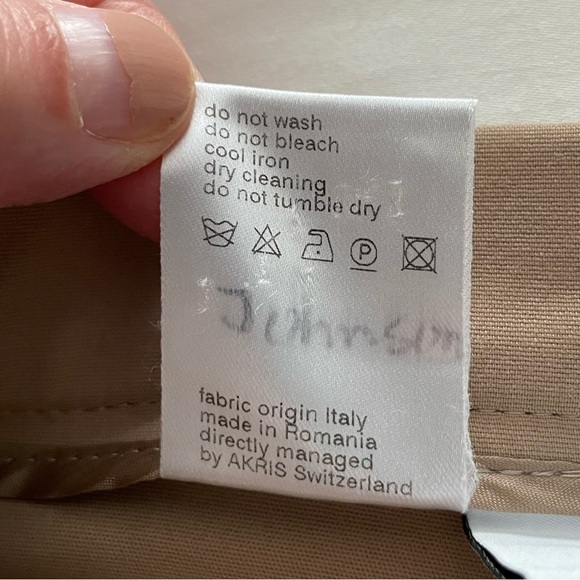 do not wash
do not bleach
cool iron
dry cleaning
do not tumble dry
P
Johnson
fabric origin Italy
made in Romania
directly managed
by AKRIS Switzerland